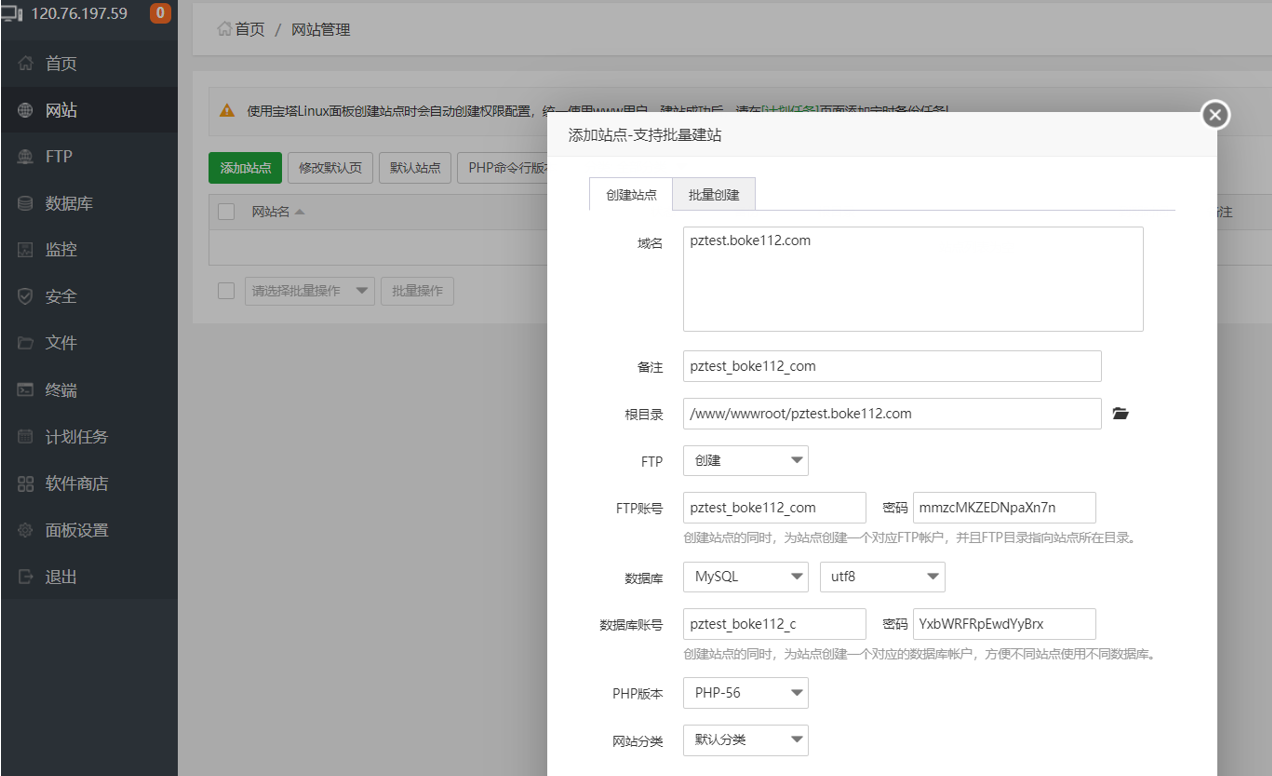 120.76.197.59 0
首页
网站
FTP
数据库
监控
安全
文件
终端
计划任务
软件商店
面板设置
退出
首页 / 网站管理
使用宝塔Linux面板创建站点时会自动创建权限配置，统一使用www用户。建站成功后，请在[计划任务]页面添加定时备份任务!
添加站点 修改默认页 默认站点 PHP命令行版本
网站名
备注
请选择批量操作 批量操作
添加站点-支持批量建站
创建站点 批量创建
域名 pztest.boke112.com
备注 pztest_boke112_com
根目录 /www/wwwroot/pztest.boke112.com
FTP 创建
FTP账号 pztest_boke112_com 密码 mmzcMKZEDNpaXn7n
创建站点的同时，为站点创建一个对应FTP帐户，并且FTP目录指向站点所在目录。
数据库 MySQL utf8
数据库账号 pztest_boke112_c 密码 YxbWRFRpEwdYyBrx
创建站点的同时，为站点创建一个对应的数据库帐户，方便不同站点使用不同数据库。
PHP版本 PHP-56
网站分类 默认分类